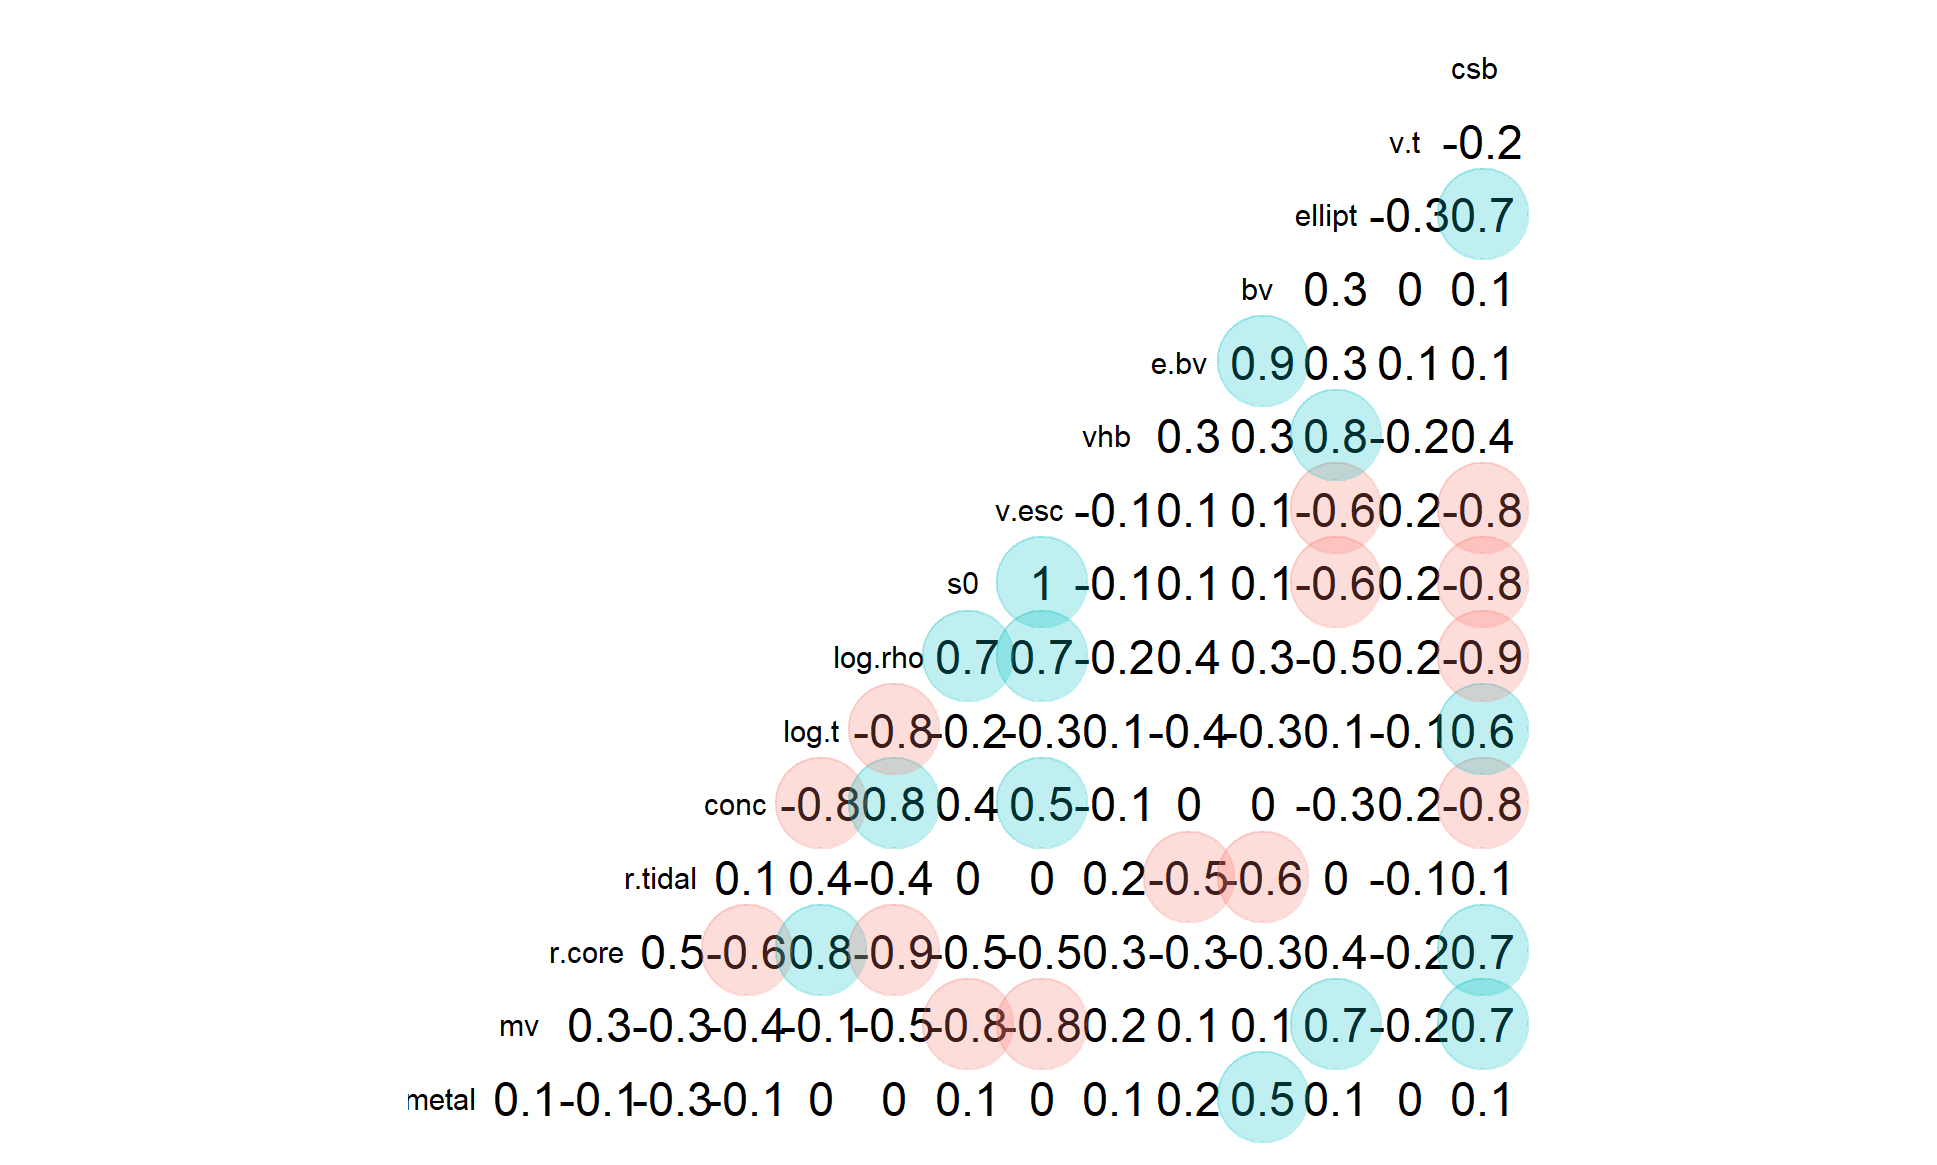 csb
v.t -0.2
ellipt -0.3 0.7
bv 0.3 0 0.1
e.bv 0.9 0.3 0.1 0.1
vhb 0.3 0.3 0.8 -0.2 0.4
v.esc -0.1 0.1 0.1 -0.6 0.2 -0.8
s0 1 -0.1 0.1 0.1 -0.6 0.2 -0.8
log.rho 0.7 0.7 -0.2 0.4 0.3 -0.5 0.2 -0.9
log.t -0.8 -0.2 -0.3 0.1 -0.4 -0.3 0.1 -0.1 0.6
conc -0.8 0.8 0.4 0.5 -0.1 0 0 -0.3 0.2 -0.8
r.tidal 0.1 0.4 -0.4 0 0 0.2 -0.5 -0.6 0 -0.1 0.1
r.core 0.5 -0.6 0.8 -0.9 -0.5 -0.5 0.3 -0.3 -0.3 0.4 -0.2 0.7
mv 0.3 -0.3 -0.4 -0.1 -0.5 -0.8 -0.8 0.2 0.1 0.1 0.7 -0.2 0.7
metal 0.1 -0.1 -0.3 -0.1 0 0 0.1 0 0.1 0.2 0.5 0.1 0 0.1